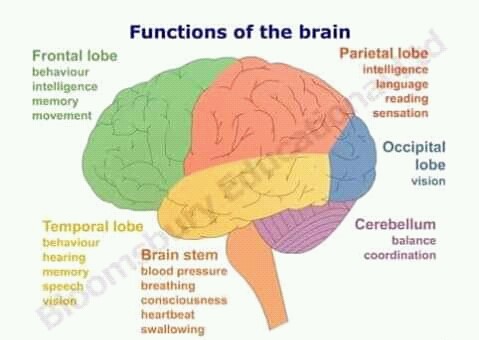 Functions of the brain
Frontal lobe
behaviour
intelligence
memory
movement
Parietal lobe
intelligence
language
reading
sensation
Occipital
lobe
vision
Temporal lobe
behaviour
hearing
memory
speech
vision
Brain stem
blood pressure
breathing
consciousness
heartbeat
swallowing
Cerebellum
balance
coordination
Bloomsbury Educational Ltd